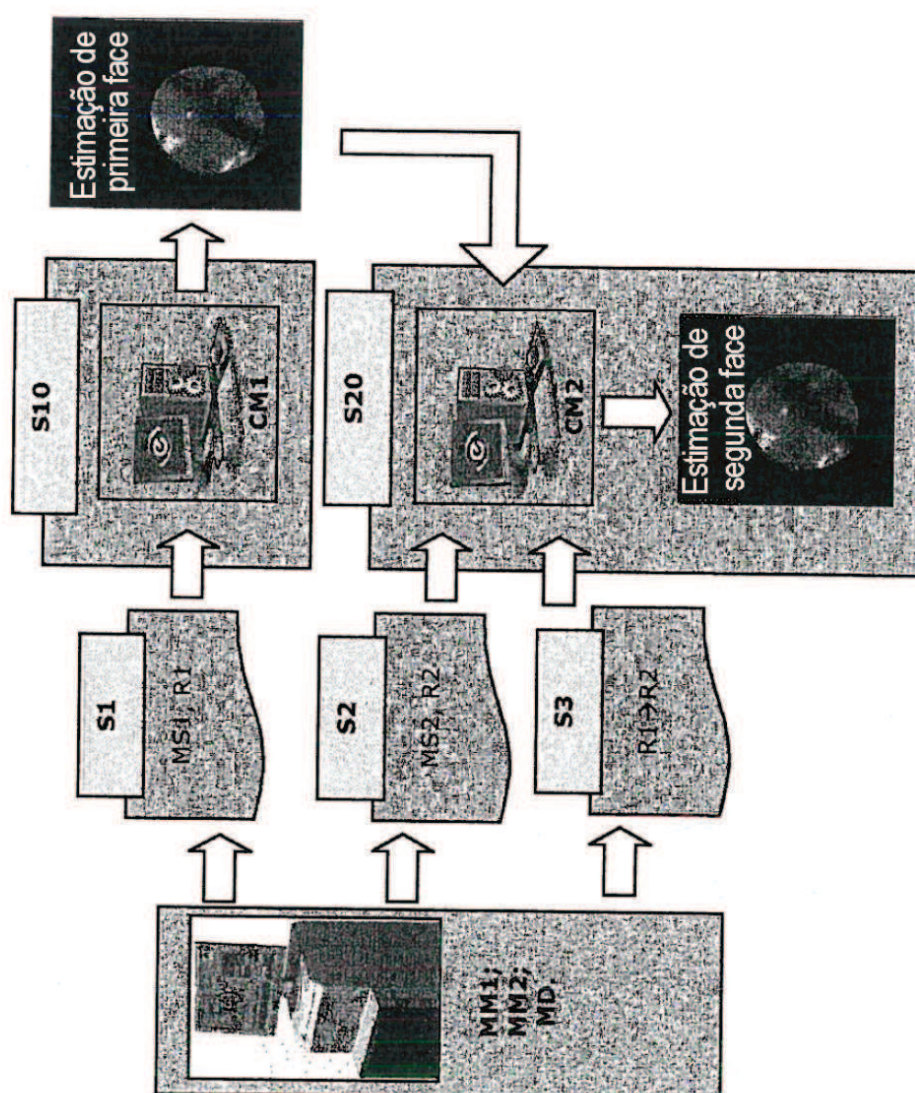 MM1;
MM2;
MD.
S1
MS1, R1
S2
MS2, R2
S3
R1→R2
S10
CM1
S20
CM2
Estimação de
primeira face
Estimação de
segunda face